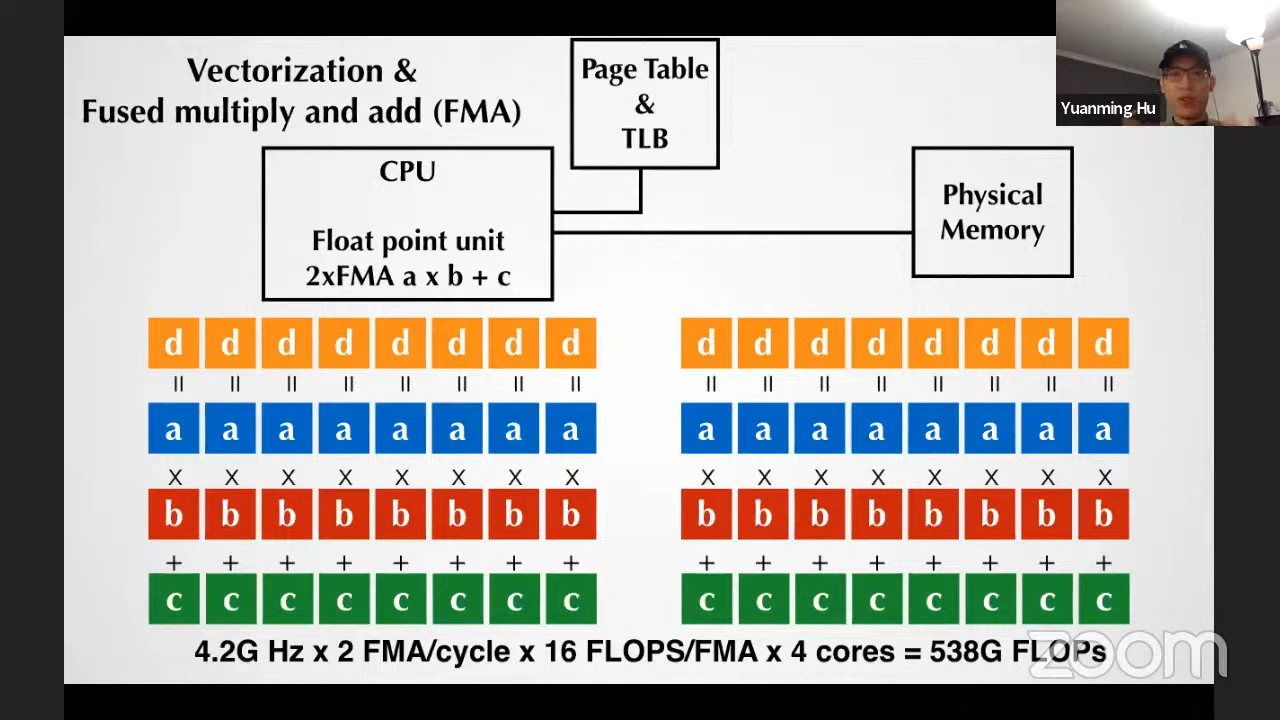 Vectorization &
Fused multiply and add (FMA)
Page Table
&
TLB
Yuanming Hu
CPU
Float point unit
2xFMA a x b + c
Physical
Memory
d d d d d d d d d d d d d d d d
= = = = = = = = = = = = = = = =
a a a a a a a a a a a a a a a a
x x x x x x x x x x x x x x x x
b b b b b b b b b b b b b b b b
+ + + + + + + + + + + + + + + +
c c c c c c c c c c c c c c c c
4.2G Hz x 2 FMA/cycle x 16 FLOPS/FMA x 4 cores = 538G FLOPs
zoom